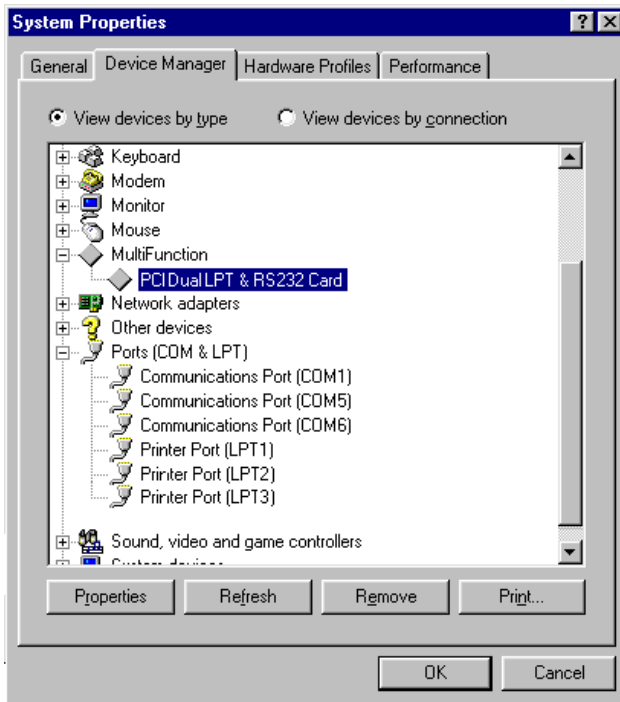 System Properties
General Device Manager Hardware Profiles Performance
View devices by type View devices by connection
Keyboard
Modem
Monitor
Mouse
MultiFunction
PCI Dual LPT & RS232 Card
Network adapters
Other devices
Ports (COM & LPT)
Communications Port (COM1)
Communications Port (COM5)
Communications Port (COM6)
Printer Port (LPT1)
Printer Port (LPT2)
Printer Port (LPT3)
Sound, video and game controllers
System devices
Properties Refresh Remove Print...
OK Cancel